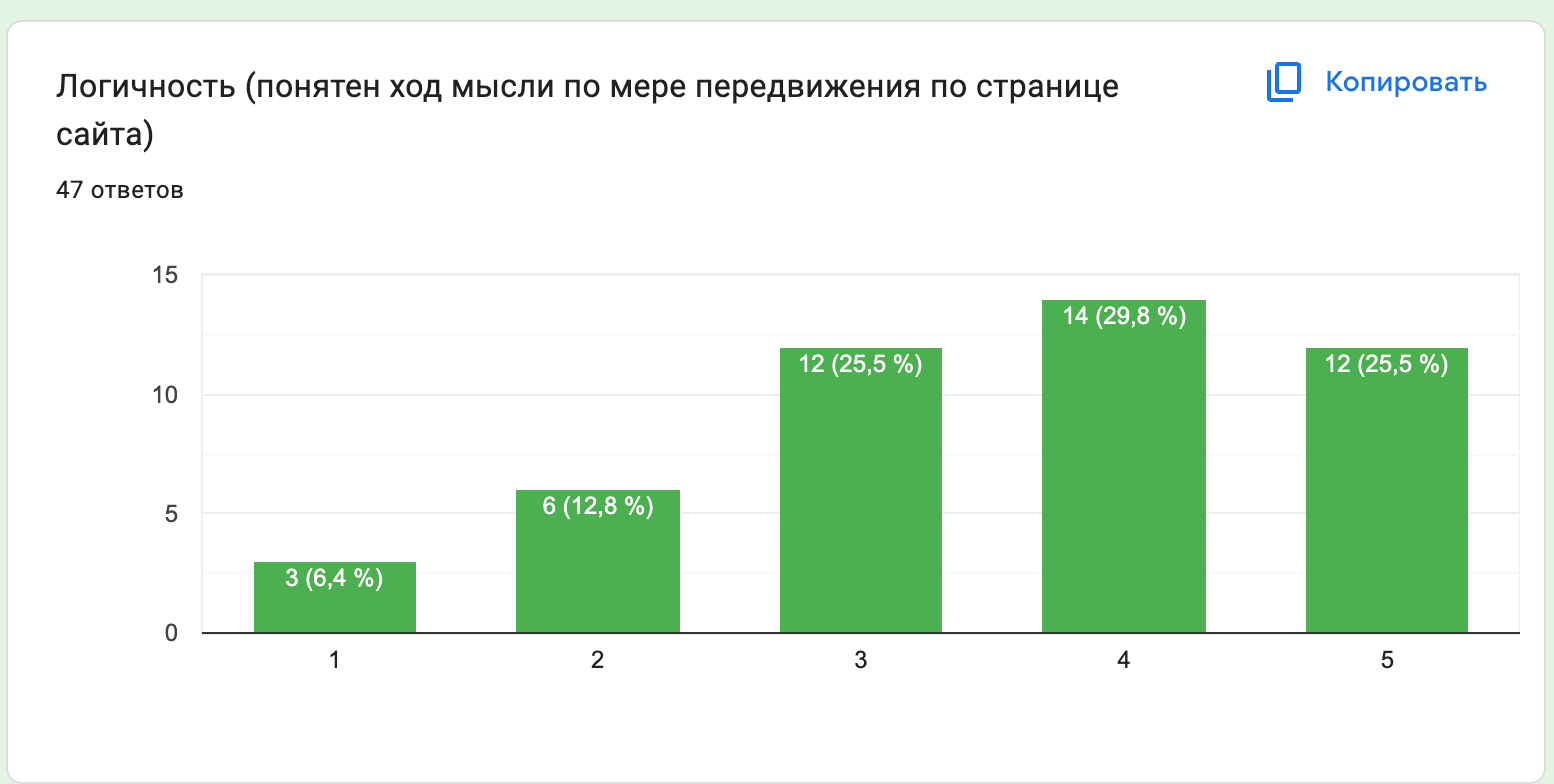 Логичность (понятен ход мысли по мере передвижения по странице
сайта)
Копировать
47 ответов
15
10
5
0
3 (6,4 %)
6 (12,8 %)
12 (25,5 %)
14 (29,8 %)
12 (25,5 %)
1
2
3
4
5